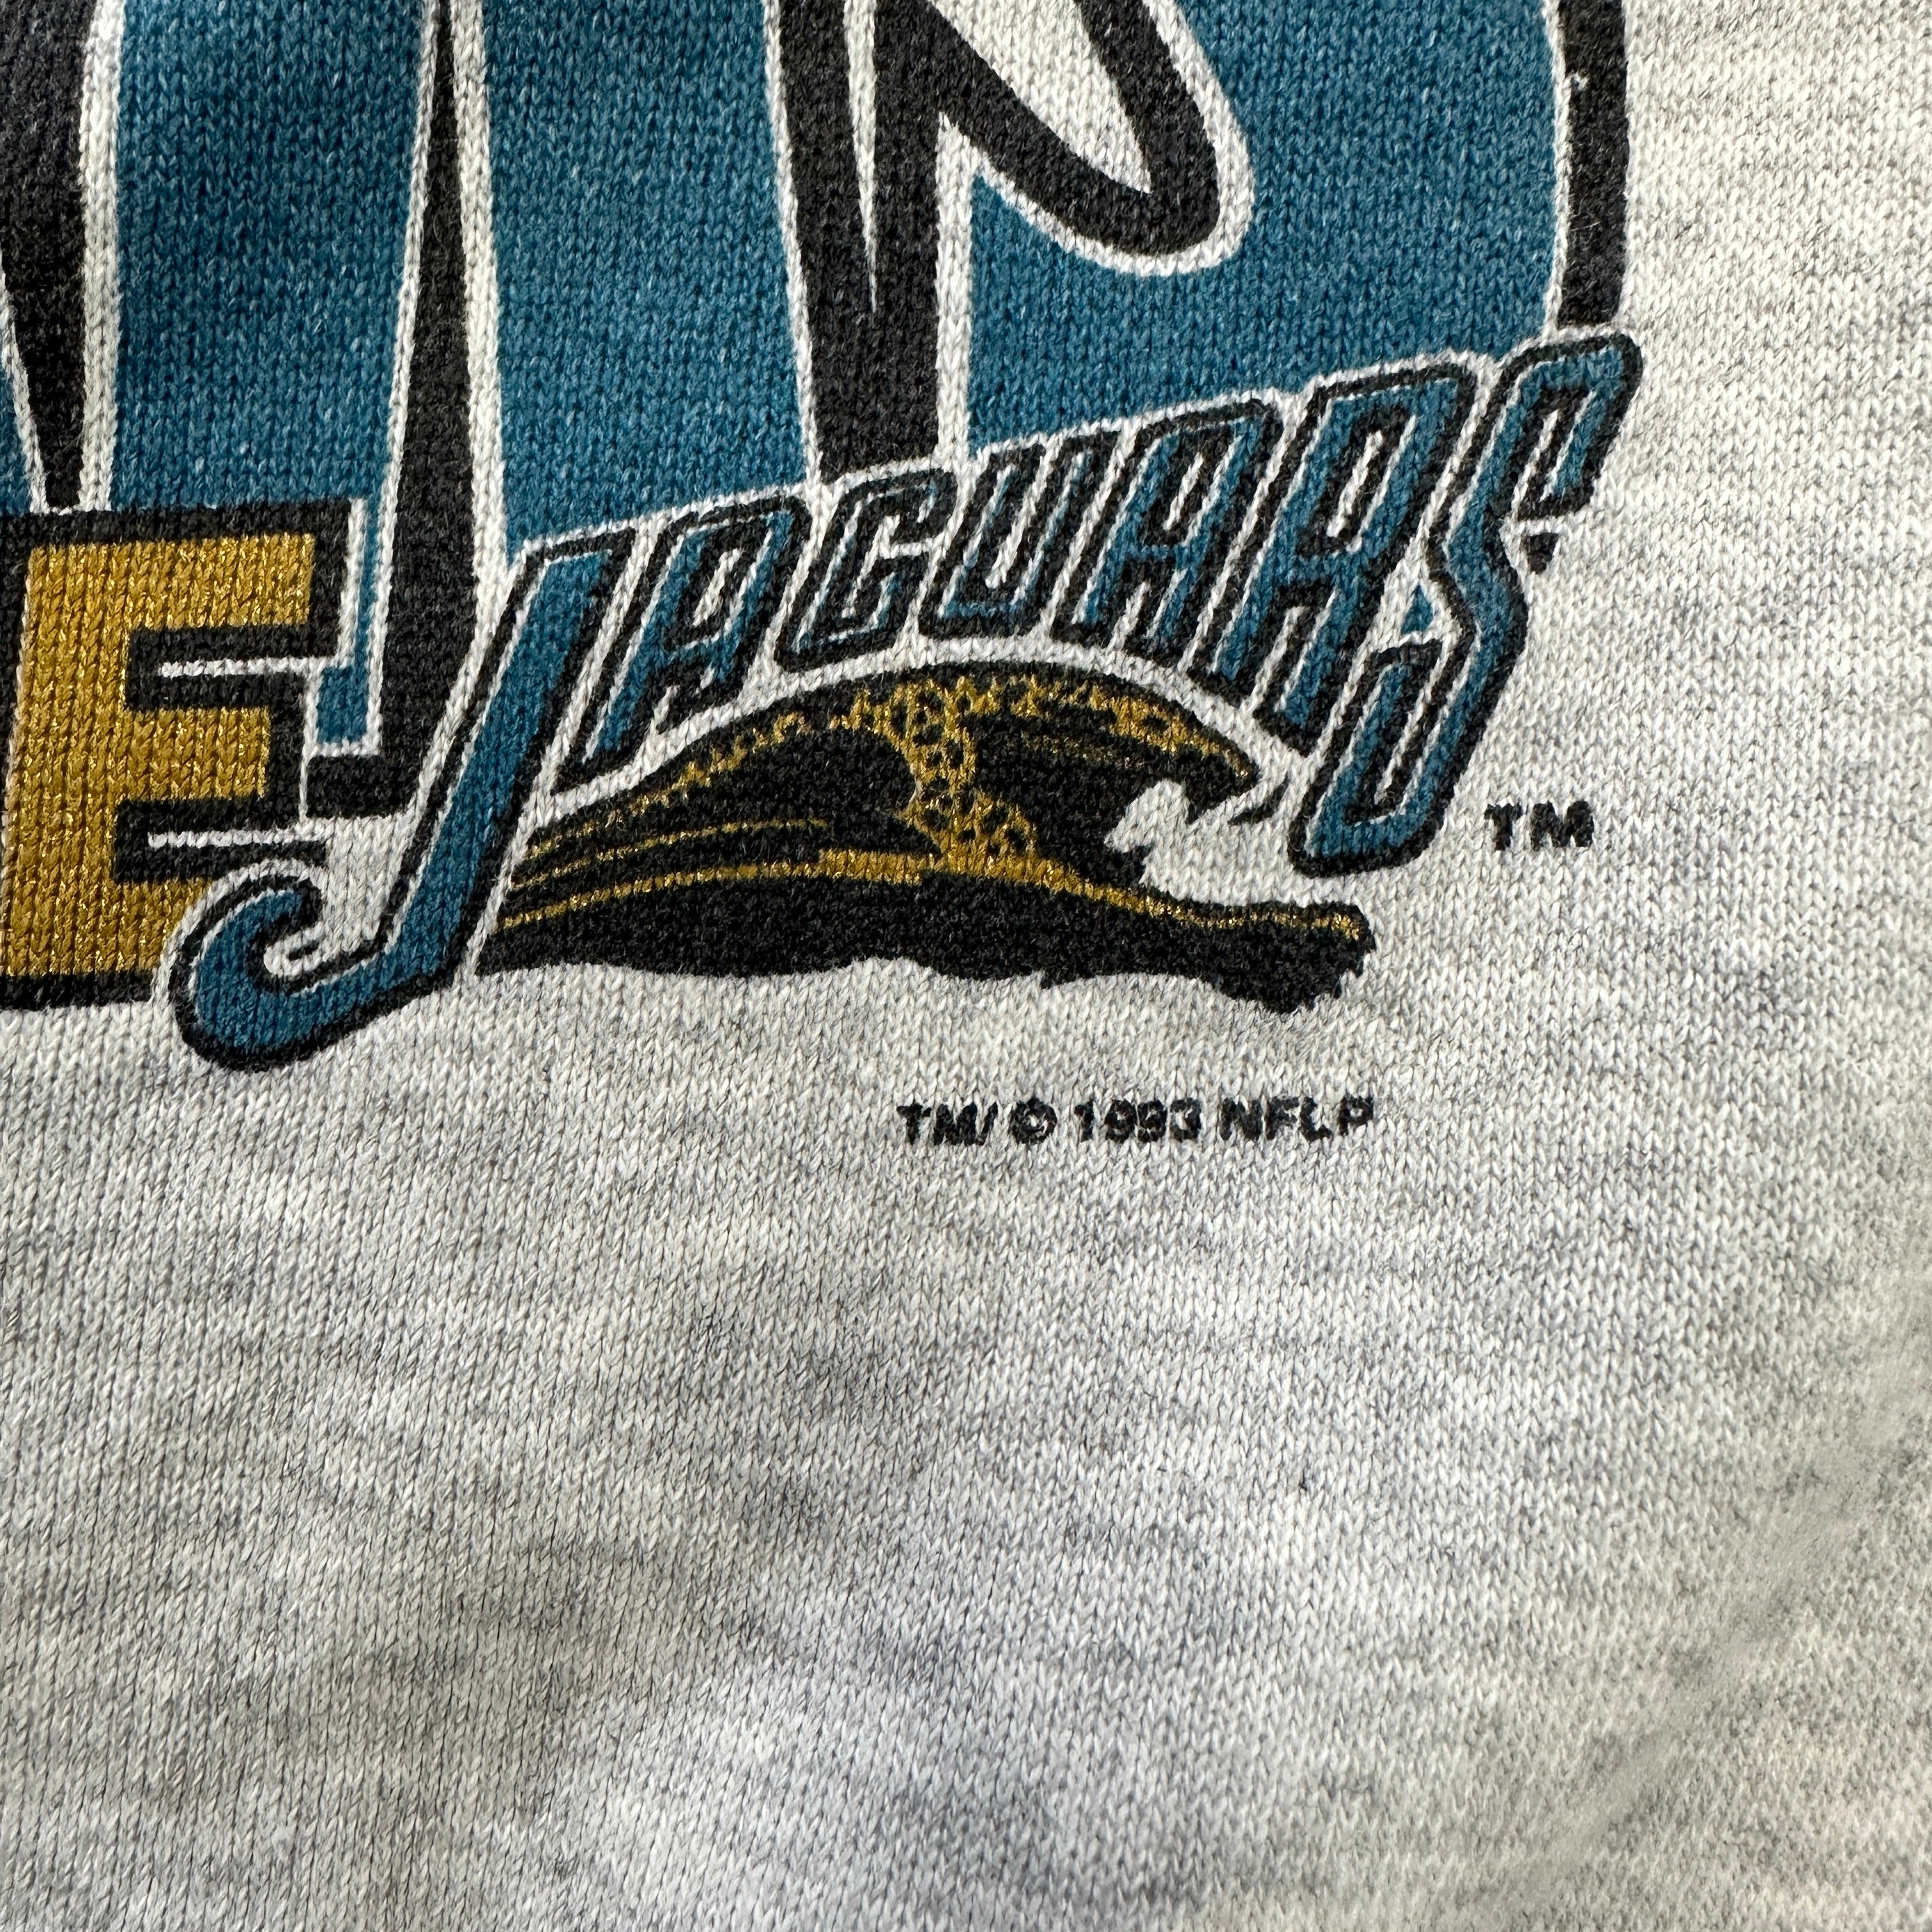 E
JAGUARS
TM
TM/ © 1993 NFLP